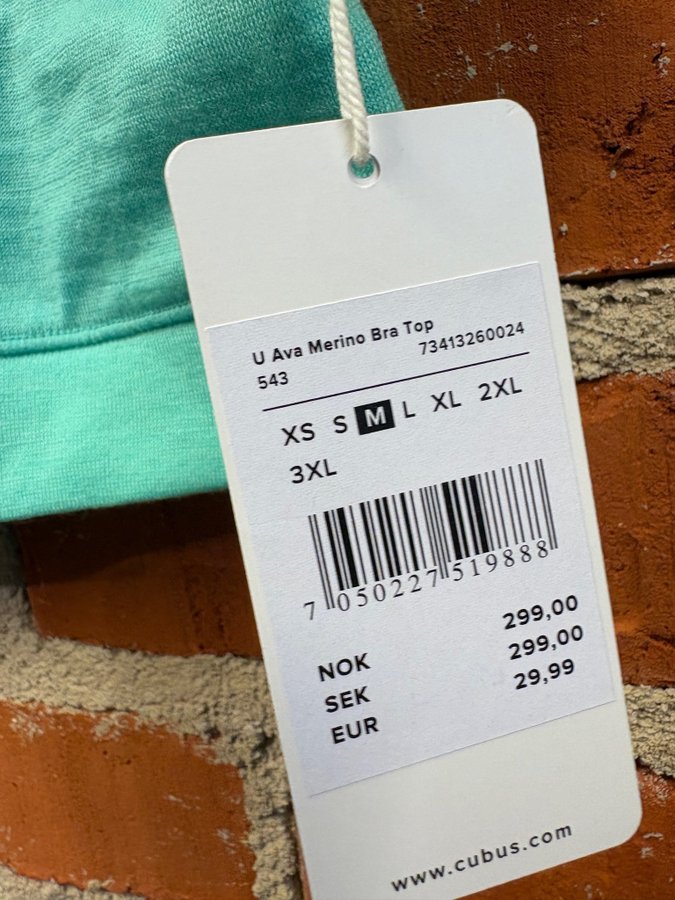 U Ava Merino Bra Top
543 73413260024
XS S M L XL 2XL
3XL
7 050227 519888
NOK 299,00
SEK 299,00
EUR 29,99
www.cubus.com